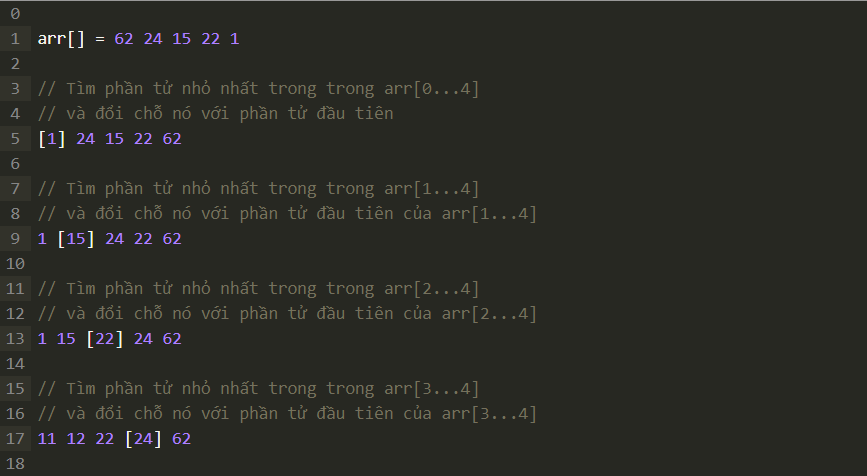 0
1 arr[] = 62 24 15 22 1
2
3 // Tìm phần tử nhỏ nhất trong trong arr[0...4]
4 // và đổi chỗ nó với phần tử đầu tiên
5 [1] 24 15 22 62
6
7 // Tìm phần tử nhỏ nhất trong trong arr[1...4]
8 // và đổi chỗ nó với phần tử đầu tiên của arr[1...4]
9 1 [15] 24 22 62
10
11 // Tìm phần tử nhỏ nhất trong trong arr[2...4]
12 // và đổi chỗ nó với phần tử đầu tiên của arr[2...4]
13 1 15 [22] 24 62
14
15 // Tìm phần tử nhỏ nhất trong trong arr[3...4]
16 // và đổi chỗ nó với phần tử đầu tiên của arr[3...4]
17 11 12 22 [24] 62
18